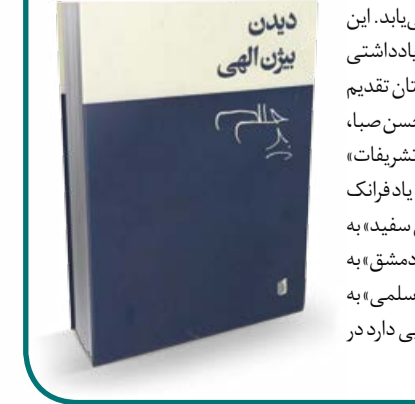 ی‌یابد. این
یادداشتی
تان تقدیم
حسن صبا،
تشریفات»
یاد فرانک
سفید» به
دمشق» به
سلمی» به
یی دارد در
دیدن
بیژن الهی